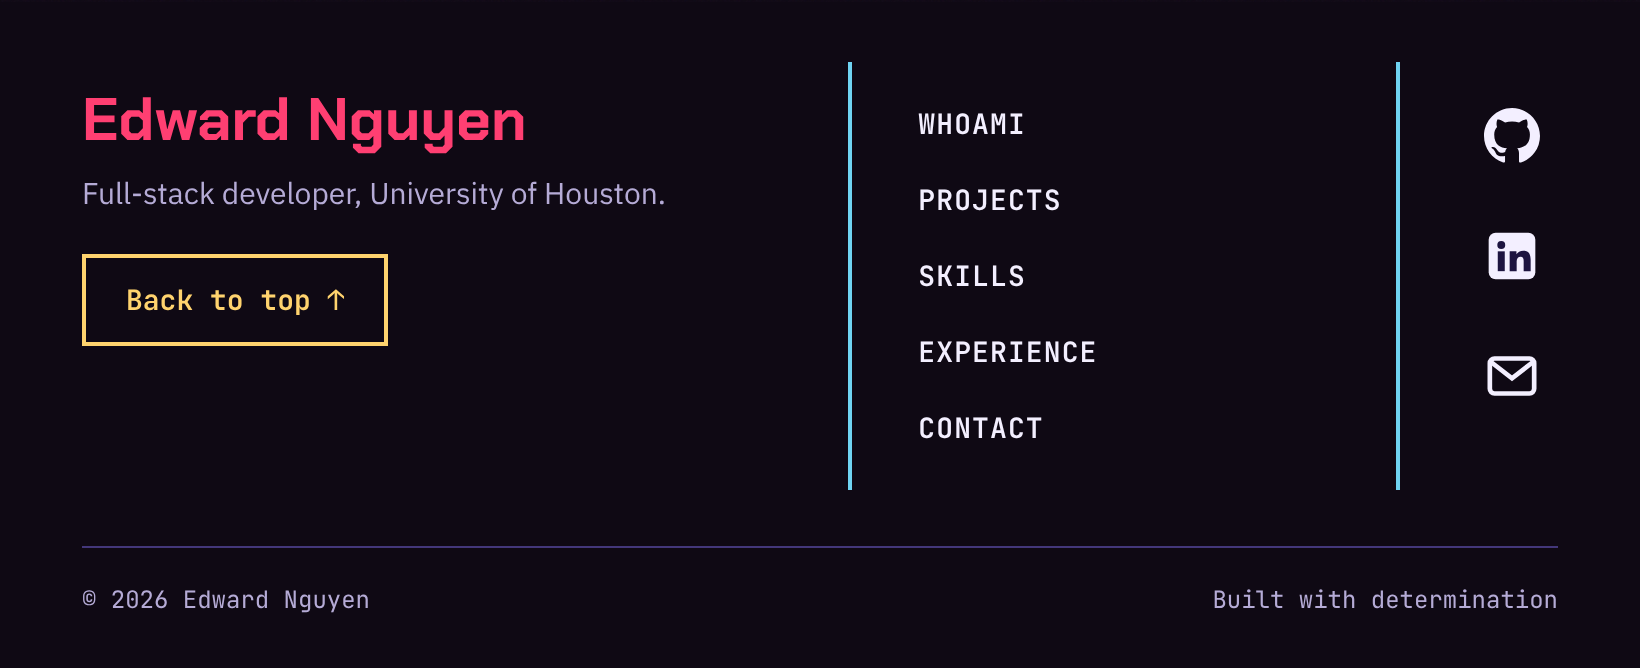 Edward Nguyen
Full-stack developer, University of Houston.
Back to top ↑
WHOAMI
PROJECTS
SKILLS
EXPERIENCE
CONTACT
in
© 2026 Edward Nguyen
Built with determination